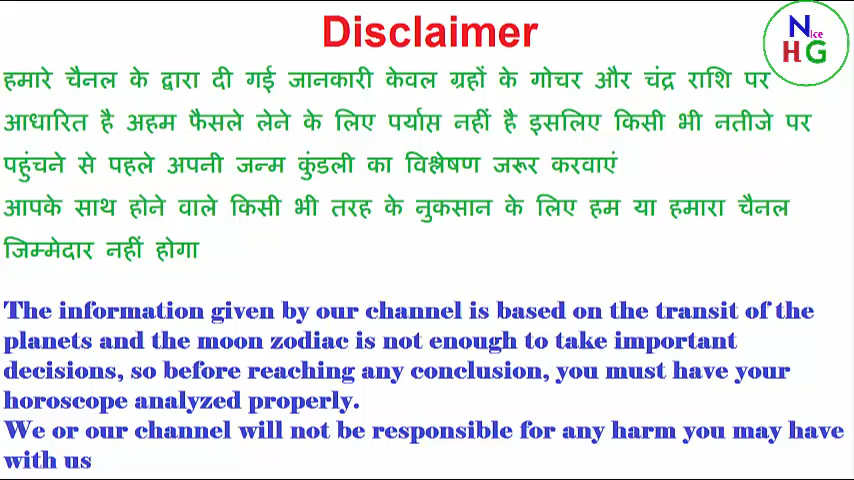 Disclaimer
Nice
HG
हमारे चैनल के द्वारा दी गई जानकारी केवल ग्रहों के गोचर और चंद्र राशि पर
आधारित है अहम फैसले लेने के लिए पर्याप्त नहीं है इसलिए किसी भी नतीजे पर
पहुंचने से पहले अपनी जन्म कुंडली का विश्लेषण जरूर करवाएं
आपके साथ होने वाले किसी भी तरह के नुकसान के लिए हम या हमारा चैनल
जिम्मेदार नहीं होगा
The information given by our channel is based on the transit of the
planets and the moon zodiac is not enough to take important
decisions, so before reaching any conclusion, you must have your
horoscope analyzed properly.
We or our channel will not be responsible for any harm you may have
with us